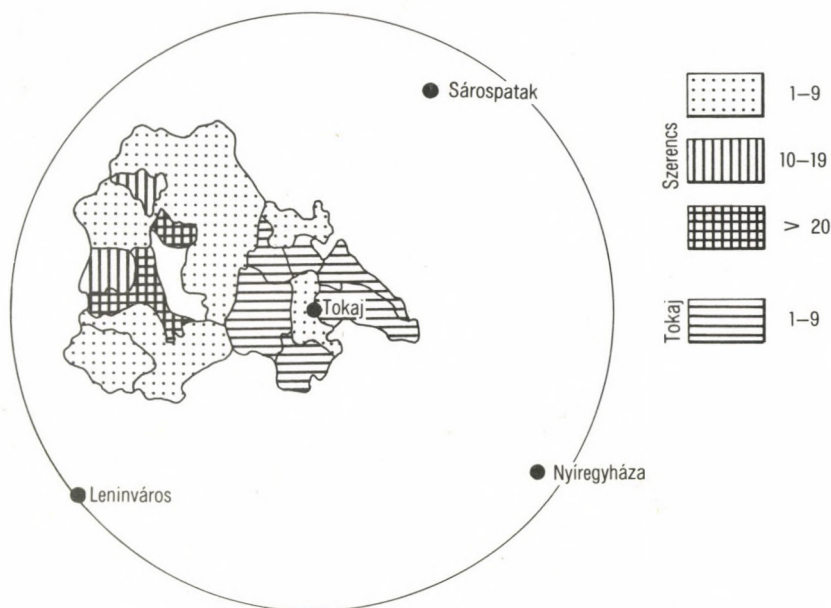 Sárospatak
Tokaj
Nyíregyháza
Leninváros
Szerencs
1–9
10–19
> 20
Tokaj
1–9